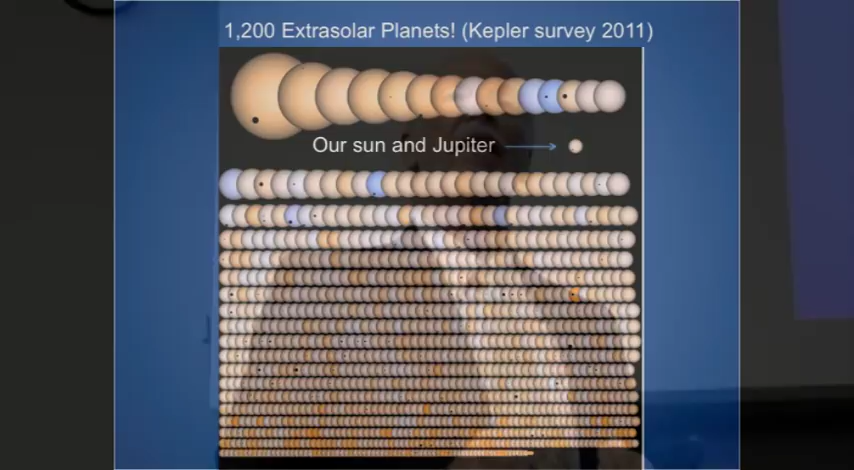 1,200 Extrasolar Planets! (Kepler survey 2011)
Our sun and Jupiter